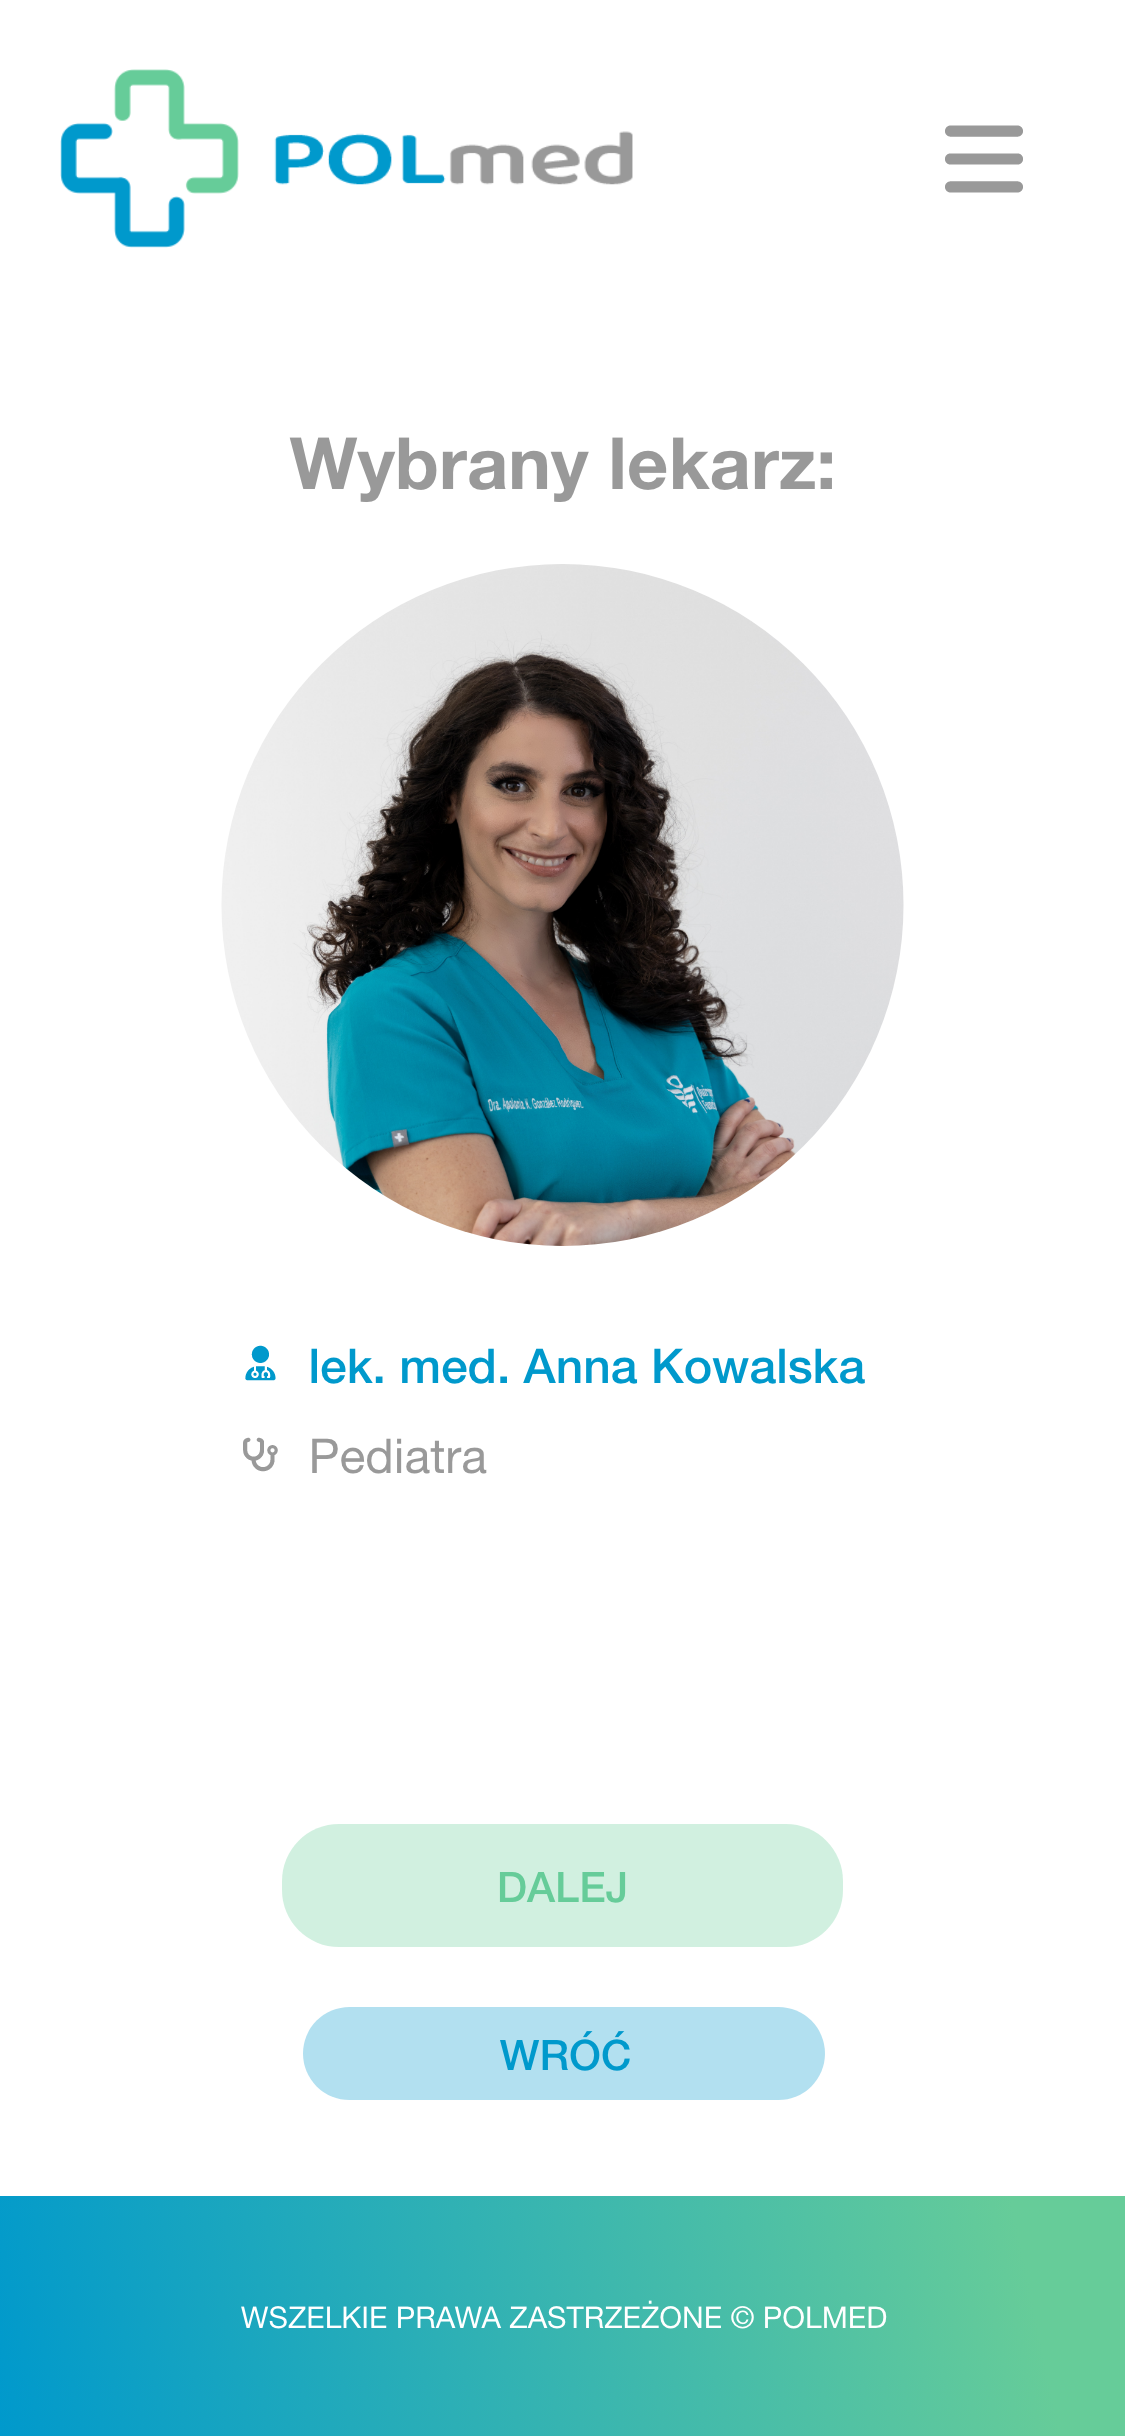 POLmed
Wybrany lekarz:
Dra. Apolonia K. González Rodríguez
lek. med. Anna Kowalska
Pediatra
DALEJ
WRÓĆ
WSZELKIE PRAWA ZASTRZEŻONE © POLMED